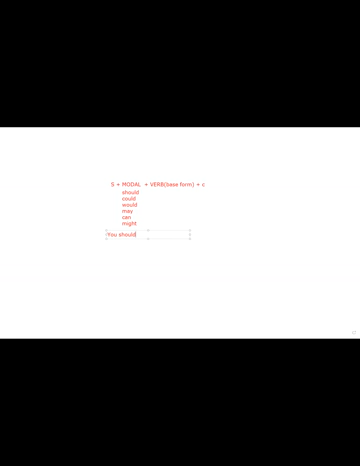 S + MODAL + VERB(base form) + c
should
could
would
may
can
might
You should